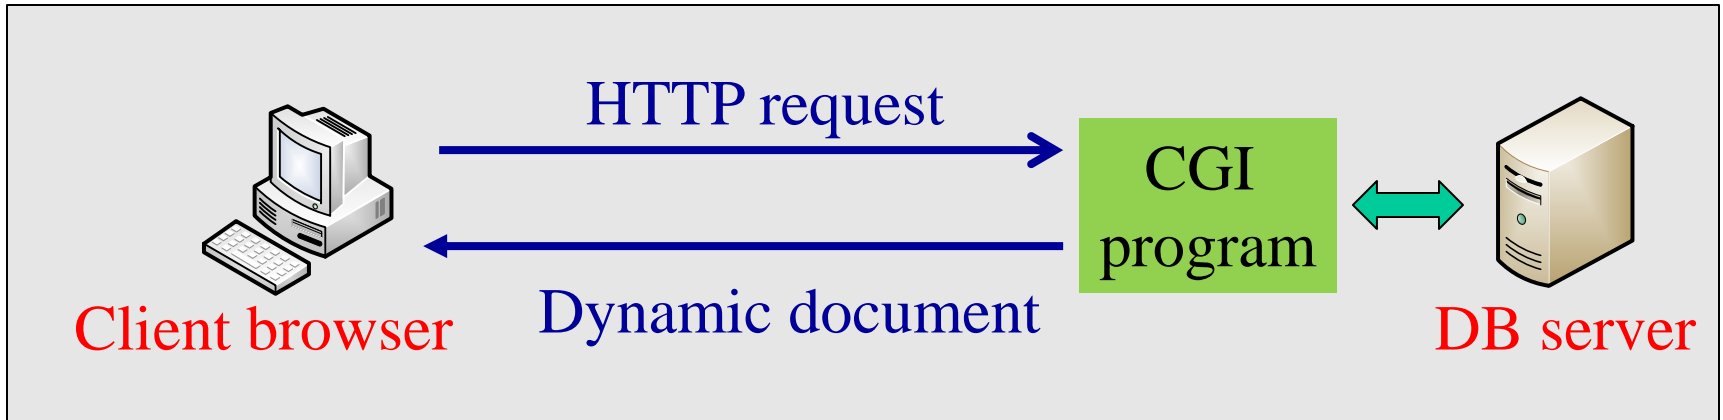 HTTP request
CGI
program
Dynamic document
Client browser
DB server